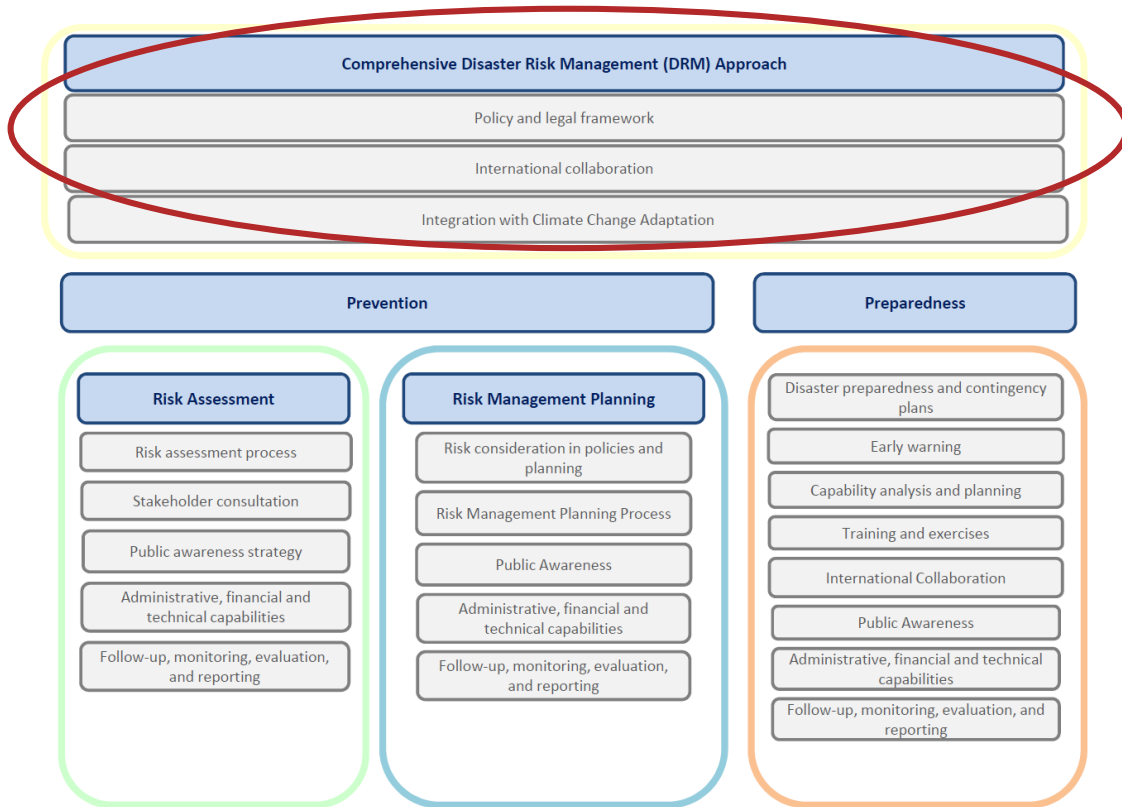 Comprehensive Disaster Risk Management (DRM) Approach
Policy and legal framework
International collaboration
Integration with Climate Change Adaptation
Prevention
Preparedness
Risk Assessment
Risk assessment process
Stakeholder consultation
Public awareness strategy
Administrative, financial and
technical capabilities
Follow-up, monitoring, evaluation,
and reporting
Risk Management Planning
Risk consideration in policies and
planning
Risk Management Planning Process
Public Awareness
Administrative, financial and
technical capabilities
Follow-up, monitoring, evaluation,
and reporting
Disaster preparedness and contingency
plans
Early warning
Capability analysis and planning
Training and exercises
International Collaboration
Public Awareness
Administrative, financial and technical
capabilities
Follow-up, monitoring, evaluation, and
reporting